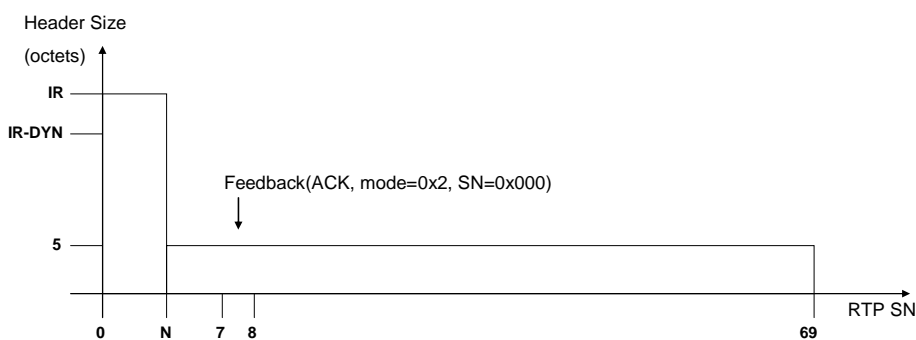 Header Size
(octets)
IR
IR-DYN
Feedback(ACK, mode=0x2, SN=0x000)
5
RTP SN
0 N 7 8 69